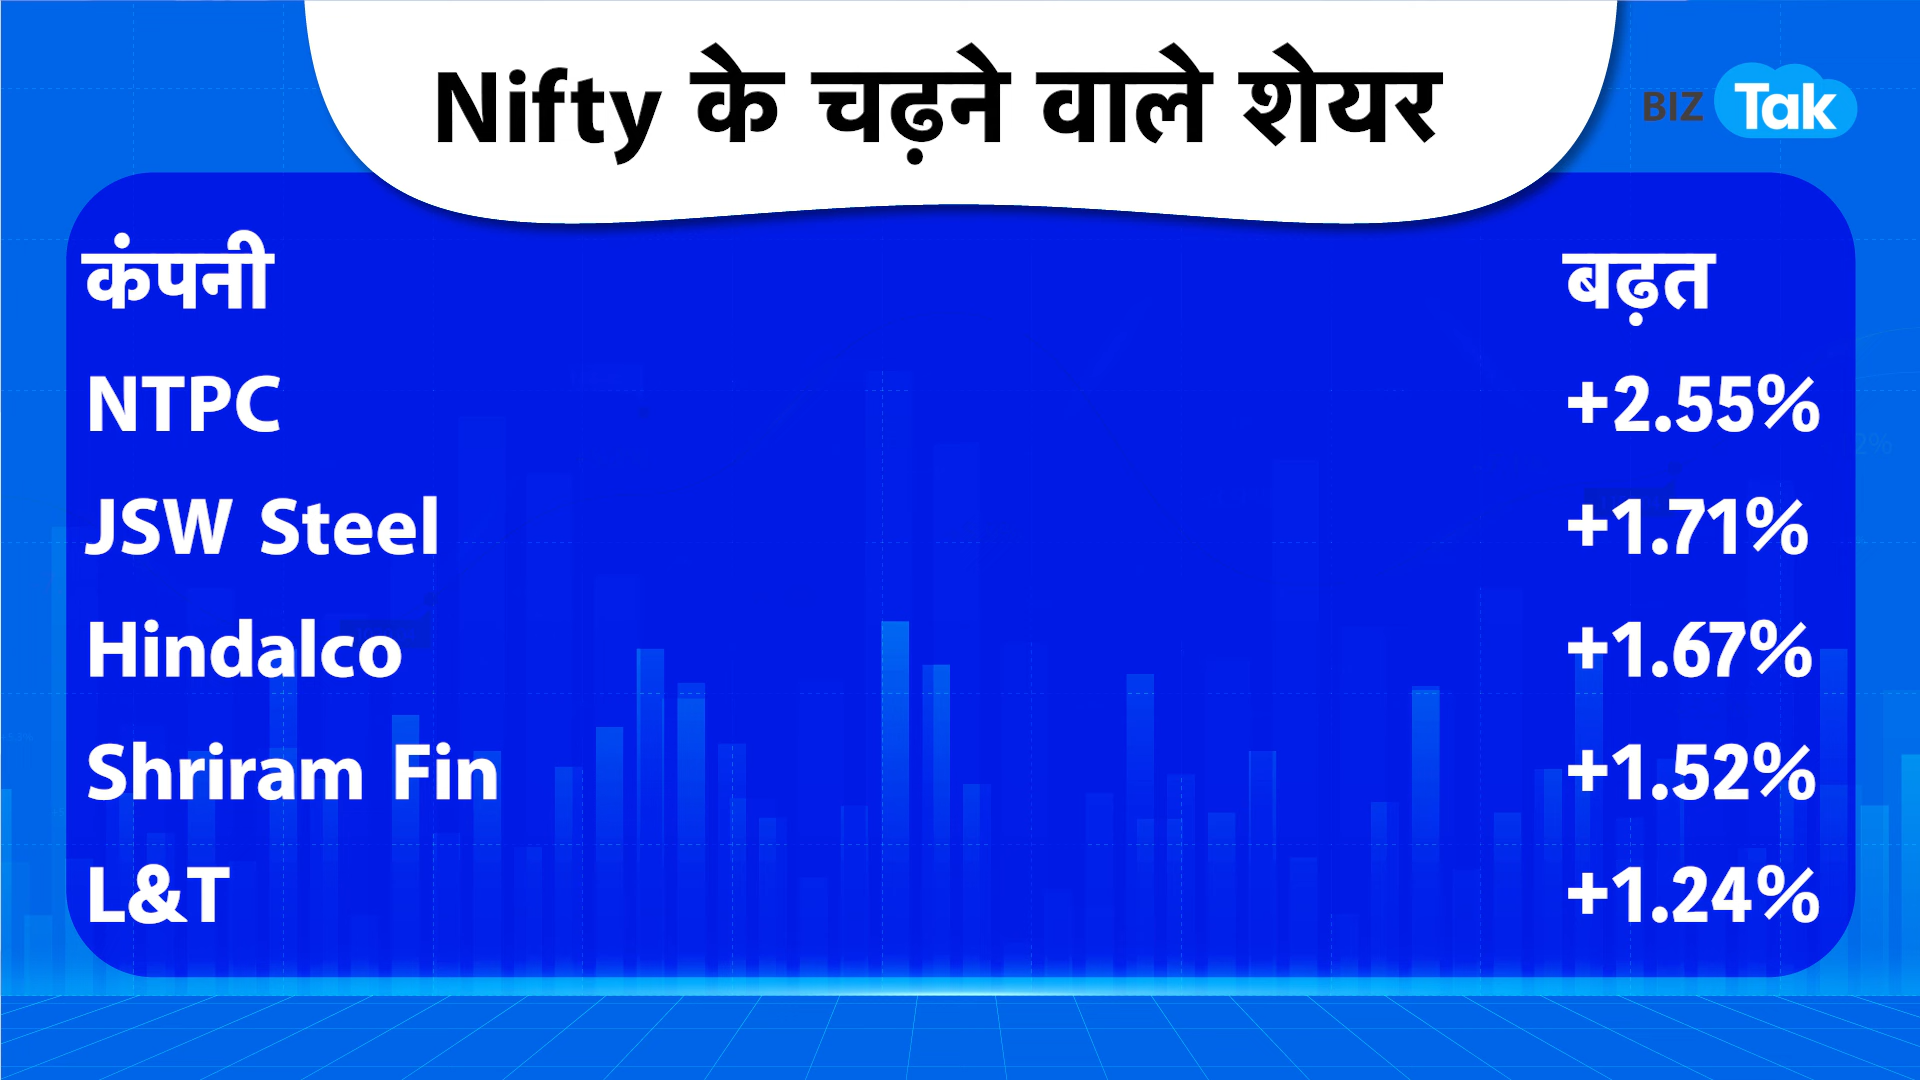 Nifty के चढ़ने वाले शेयर
BIZ Tak
कंपनी बढ़त
NTPC +2.55%
JSW Steel +1.71%
Hindalco +1.67%
Shriram Fin +1.52%
L&T +1.24%